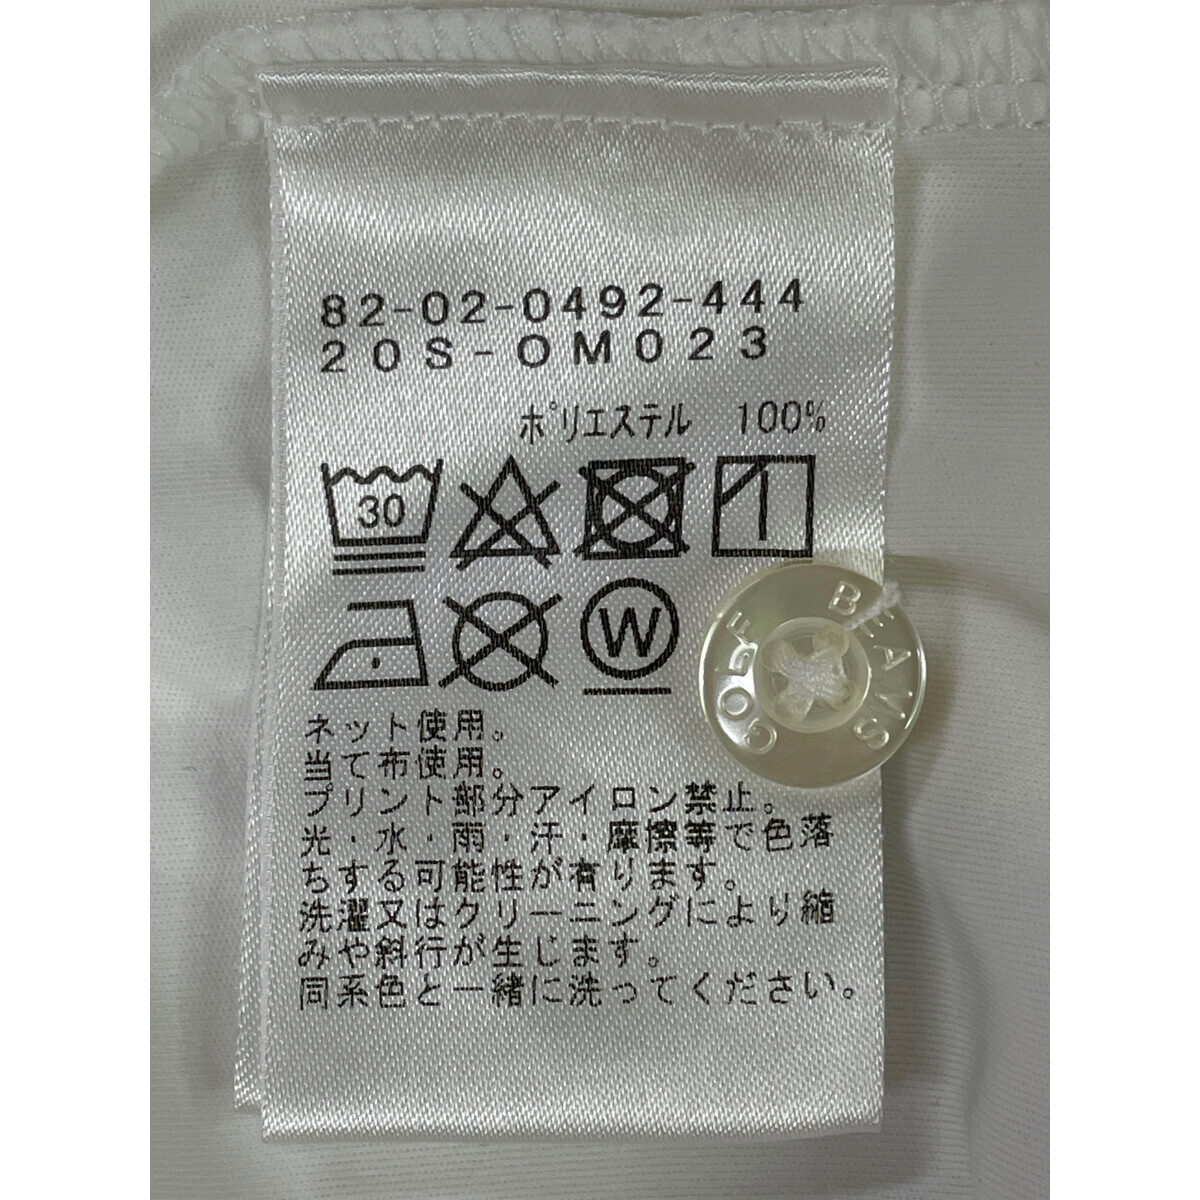 82-02-0492-444
20S-OM023
ポリエステル 100%
30
W
BEAMS
GOLF
ネット使用。
当て布使用。
プリント部分アイロン禁止。
光・水・雨・汗・摩擦等で色落
ちする可能性が有ります。
洗濯又はクリーニングにより縮
みや斜行が生じます。
同系色と一緒に洗ってください。